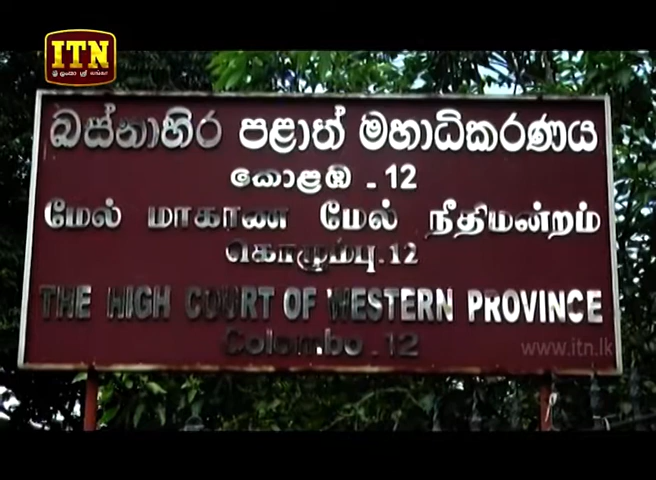 ITN
බස්නාහිර පළාත් මහාධිකරණය
කොළඹ - 12
மேல் மாகாண மேல் நீதிமன்றம்
கொழும்பு.12
THE HIGH COURT OF WESTERN PROVINCE
Colombo - 12
www.itn.lk